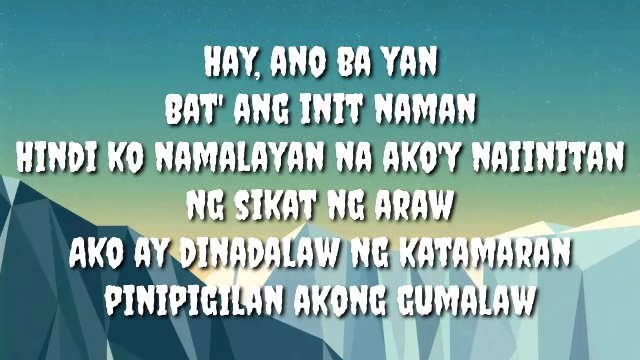 HAY, ANO BA YAN
BAT' ANG INIT NAMAN
HINDI KO NAMALAYAN NA AKO'Y NAIINITAN
NG SIKAT NG ARAW
AKO AY DINADALAW NG KATAMARAN
PINIPIGILAN AKONG GUMALAW